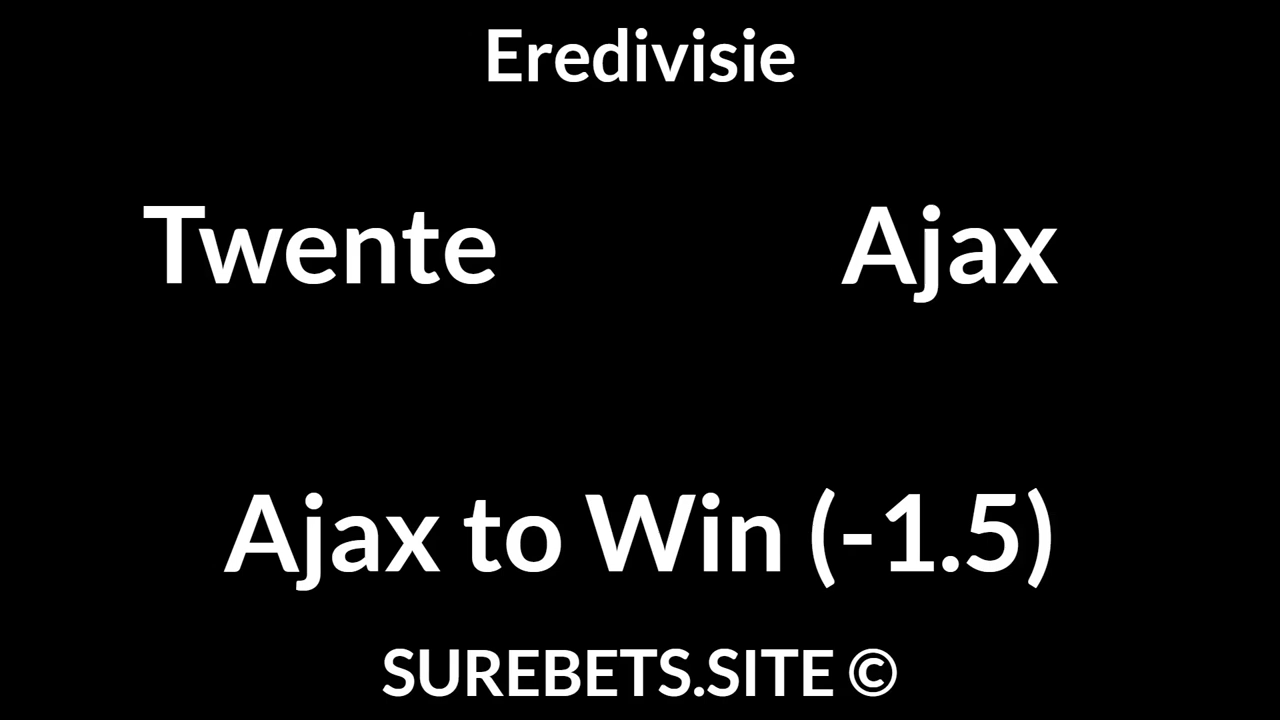 Eredivisie
Twente Ajax
Ajax to Win (-1.5)
SUREBETS.SITE ©